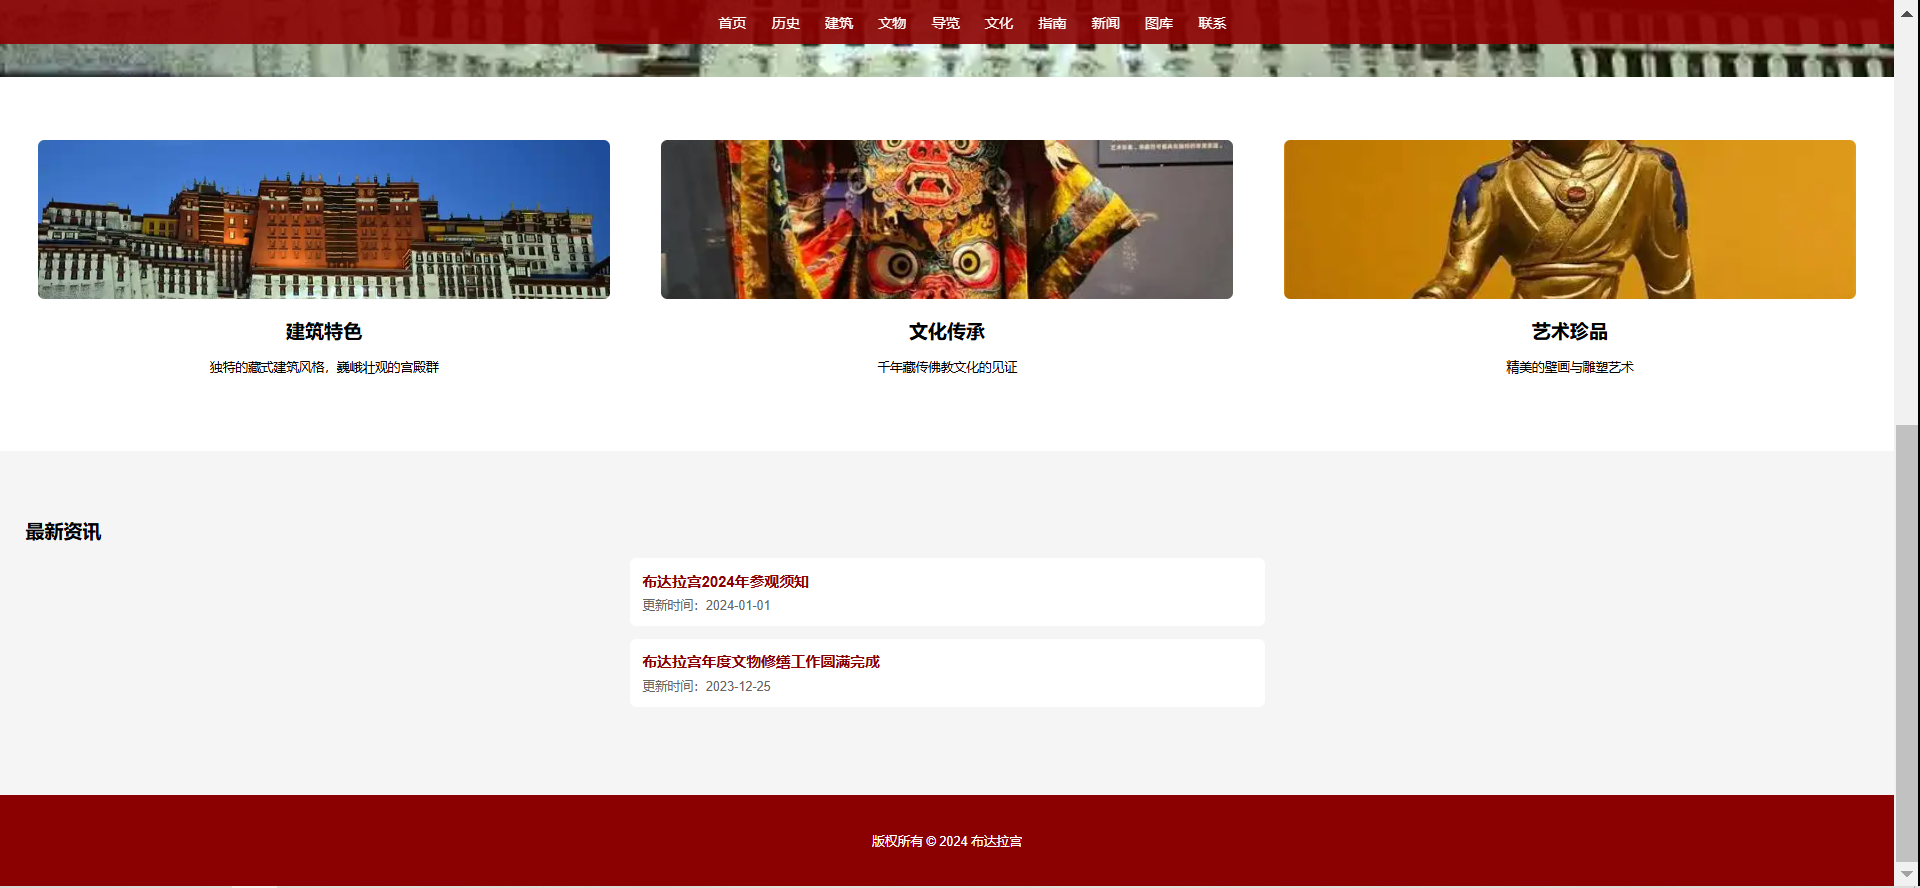 首页 历史 建筑 文物 导览 文化 指南 新闻 图库 联系
建筑特色
独特的藏式建筑风格，巍峨壮观的宫殿群
文化传承
千年藏传佛教文化的见证
艺术珍品
精美的壁画与雕塑艺术
最新资讯
布达拉宫2024年参观须知
更新时间：2024-01-01
布达拉宫年度文物修缮工作圆满完成
更新时间：2023-12-25
版权所有 © 2024 布达拉宫